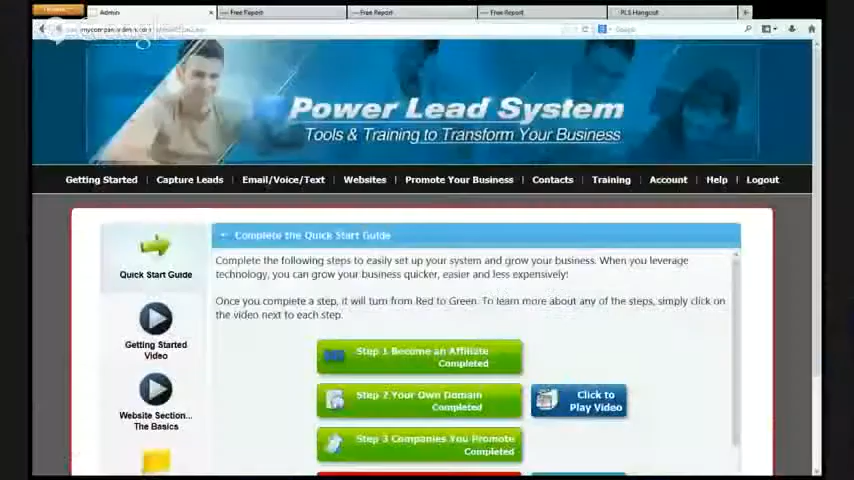 Admin
Free Report
Free Report
Free Report
PLS Hangout
Google
Power Lead System
Tools & Training to Transform Your Business
Getting Started
Capture Leads
Email/Voice/Text
Websites
Promote Your Business
Contacts
Training
Account
Help
Logout
Complete the Quick Start Guide
Complete the following steps to easily set up your system and grow your business. When you leverage
technology, you can grow your business quicker, easier and less expensively!
Once you complete a step, it will turn from Red to Green. To learn more about any of the steps, simply click on
the video next to each step.
Quick Start Guide
Getting Started
Video
Website Section...
The Basics
Step 1 Become an Affiliate
Completed
Step 2 Your Own Domain
Completed
Click to
Play Video
Step 3 Companies You Promote
Completed